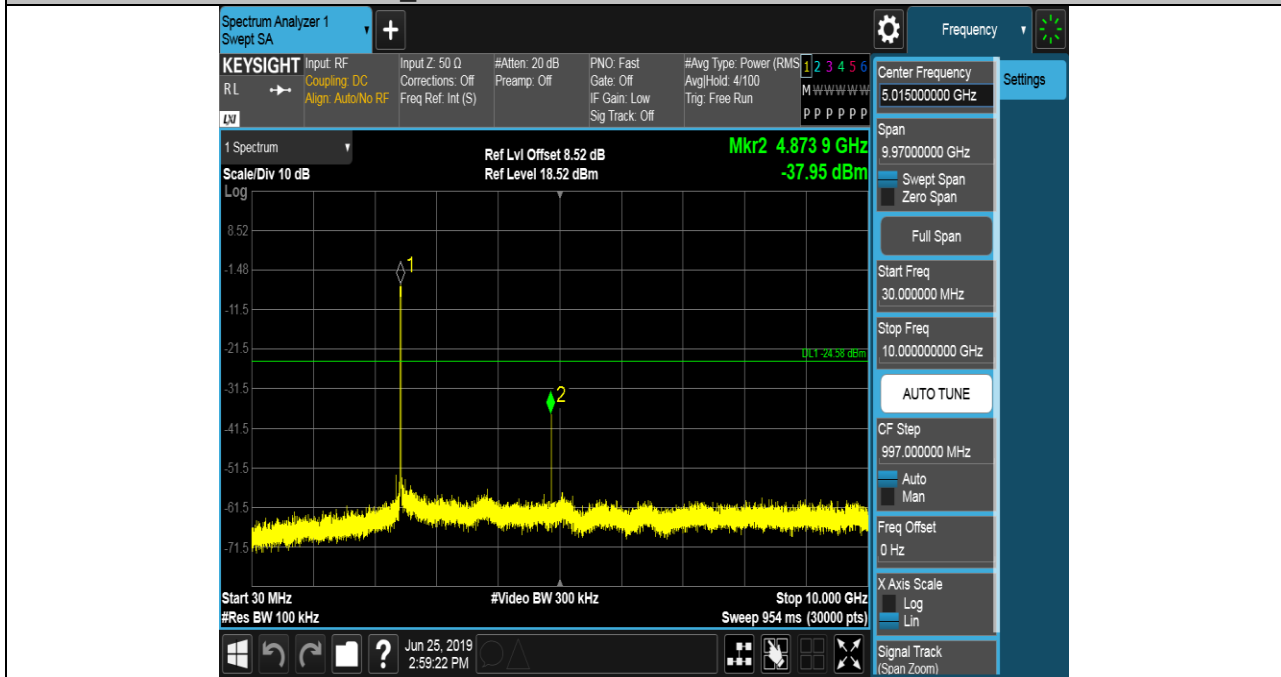 Spectrum Analyzer 1
Swept SA
+
Frequency
KEYSIGHT
RL
LXI
Input: RF
Coupling: DC
Align: Auto/No RF
Input Z: 50 Ω
Corrections: Off
Freq Ref: Int (S)
#Atten: 20 dB
Preamp: Off
PNO: Fast
Gate: Off
IF Gain: Low
Sig Track: Off
#Avg Type: Power (RMS
Avg|Hold: 4/100
Trig: Free Run
1 2 3 4 5 6
M W W W W W
P P P P P P
1 Spectrum
Scale/Div 10 dB
Ref Lvl Offset 8.52 dB
Ref Level 18.52 dBm
Mkr2 4.873 9 GHz
-37.95 dBm
Log
8.52
-1.48
-11.5
-21.5
-31.5
-41.5
-51.5
-61.5
-71.5
1
2
DL1 -24.58 dBm
Start 30 MHz
#Res BW 100 kHz
#Video BW 300 kHz
Stop 10.000 GHz
Sweep 954 ms (30000 pts)
?
Jun 25, 2019
2:59:22 PM
Center Frequency
5.015000000 GHz
Span
9.97000000 GHz
Swept Span
Zero Span
Full Span
Start Freq
30.000000 MHz
Stop Freq
10.000000000 GHz
AUTO TUNE
CF Step
997.000000 MHz
Auto
Man
Freq Offset
0 Hz
X Axis Scale
Log
Lin
Signal Track
(Span Zoom)
Settings